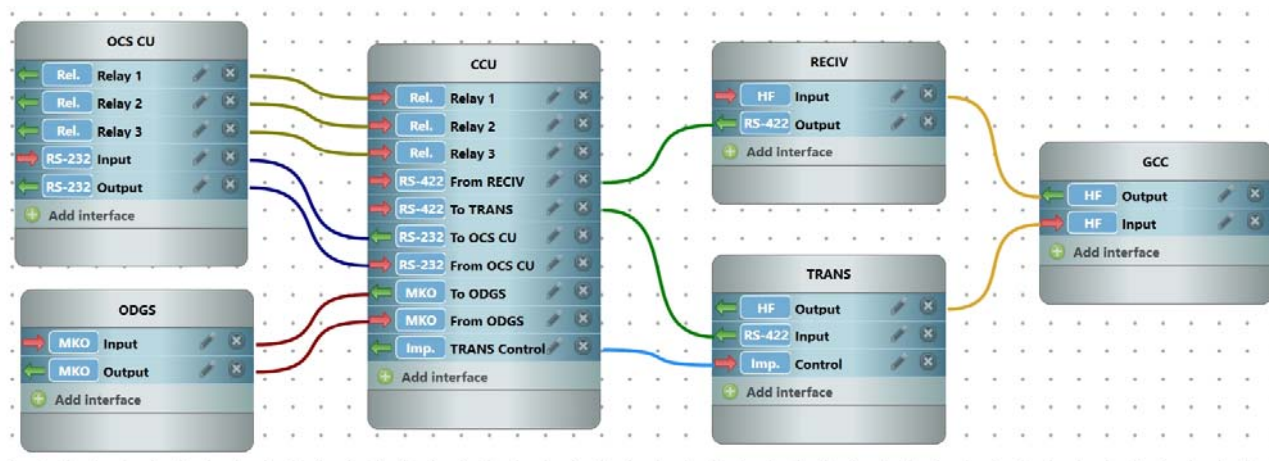 OCS CU
Rel. Relay 1
Rel. Relay 2
Rel. Relay 3
RS-232 Input
RS-232 Output
Add interface
ODGS
MKO Input
MKO Output
Add interface
CCU
Rel. Relay 1
Rel. Relay 2
Rel. Relay 3
RS-422 From RECIV
RS-422 To TRANS
RS-232 To OCS CU
RS-232 From OCS CU
MKO To ODGS
MKO From ODGS
Imp. TRANS Control
Add interface
RECIV
HF Input
RS-422 Output
Add interface
TRANS
HF Output
RS-422 Input
Imp. Control
Add interface
GCC
HF Output
HF Input
Add interface